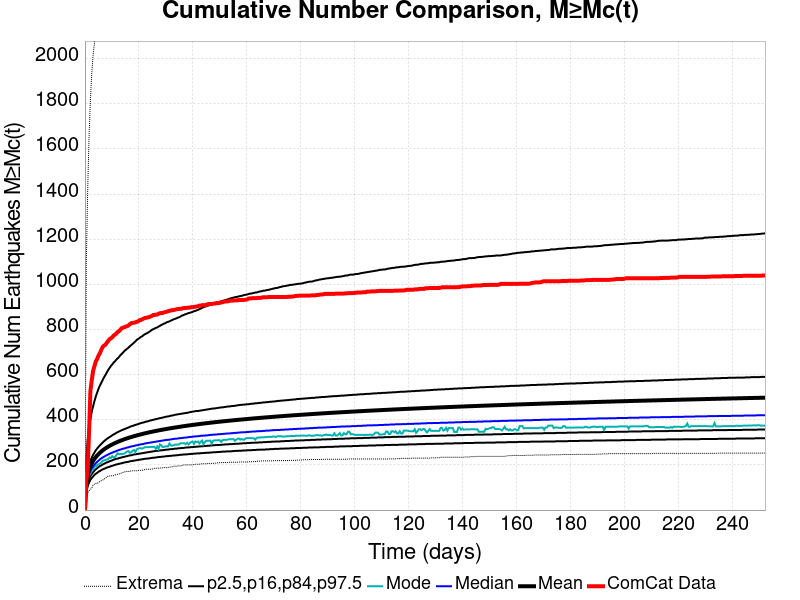 Cumulative Number Comparison, M≥Mc(t)
Cumulative Num Earthquakes M≥Mc(t)
2000
1800
1600
1400
1200
1000
800
600
400
200
0
0 20 40 60 80 100 120 140 160 180 200 220 240
Time (days)
Extrema p2.5,p16,p84,p97.5 Mode Median Mean ComCat Data